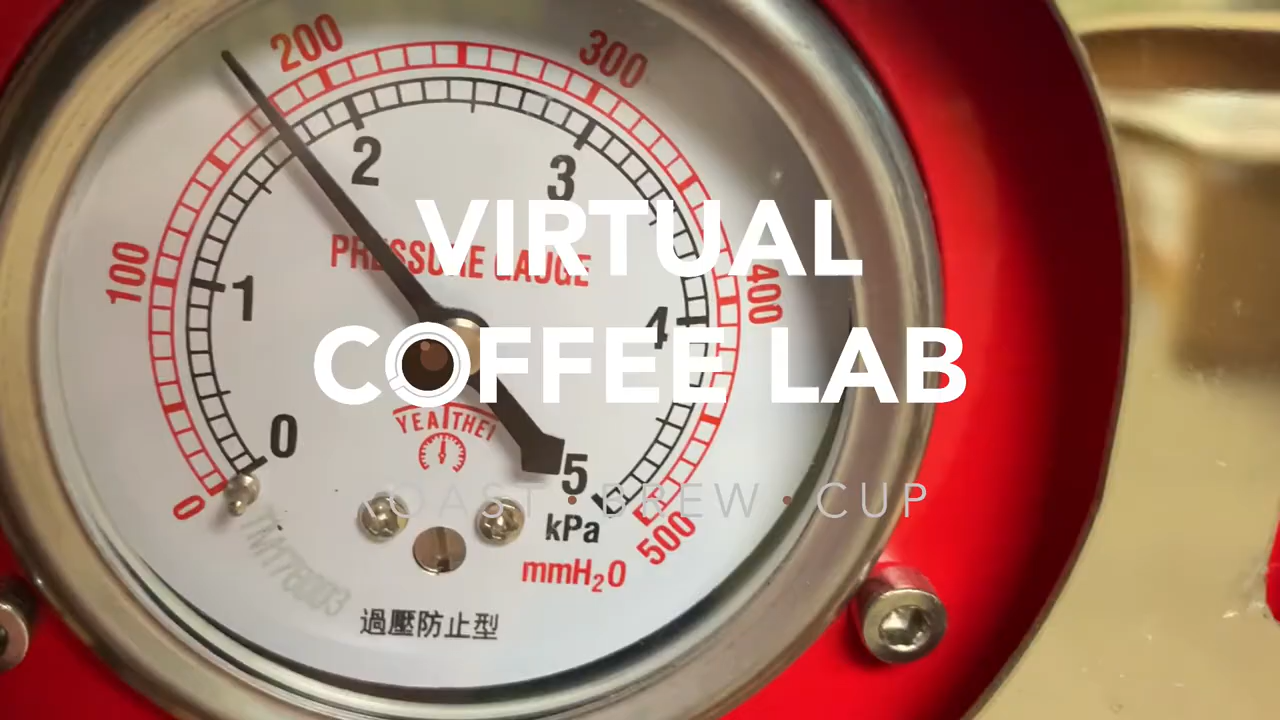 200
300
2
3
VIRTUAL
PRESSURE GAUGE
100
1
400
4
COFFEE LAB
YEATHEI
0
5
ROAST • BREW • CUP
0
kPa
500
mmH₂O
過壓防止型